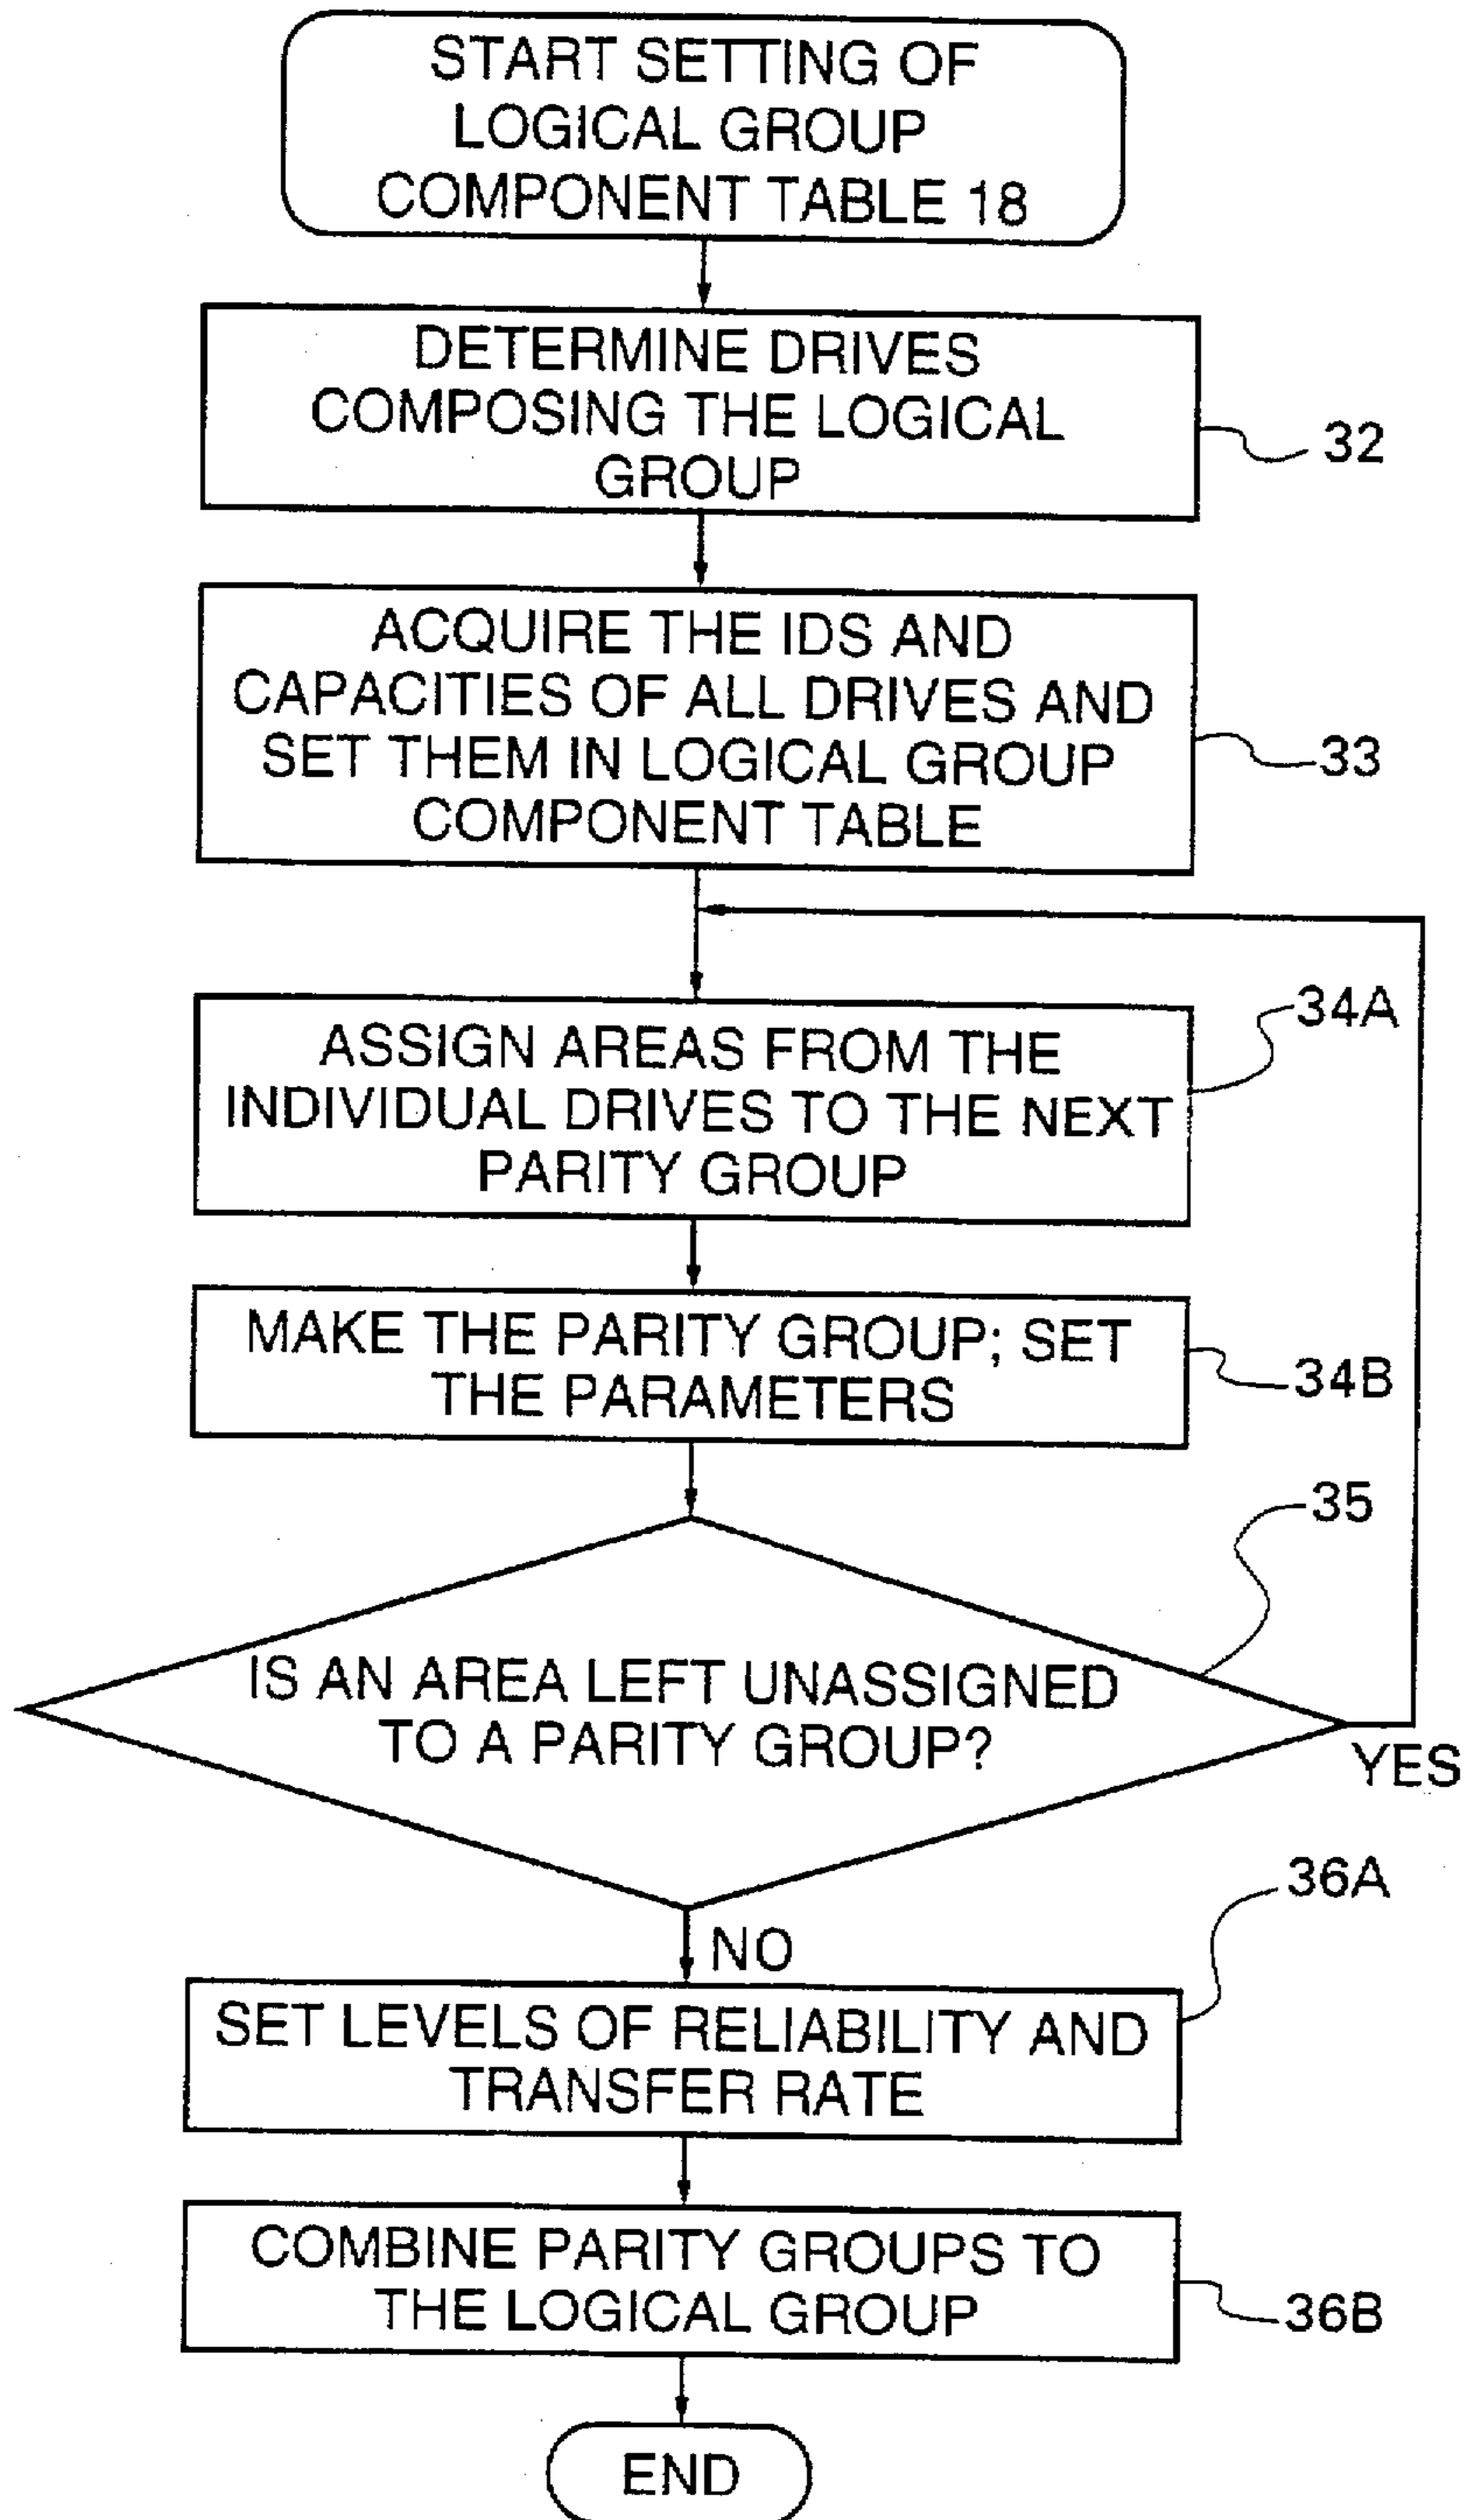 START SETTING OF
LOGICAL GROUP
COMPONENT TABLE 18
DETERMINE DRIVES
COMPOSING THE LOGICAL
GROUP
32
ACQUIRE THE IDS AND
CAPACITIES OF ALL DRIVES AND
SET THEM IN LOGICAL GROUP
COMPONENT TABLE
33
34A
ASSIGN AREAS FROM THE
INDIVIDUAL DRIVES TO THE NEXT
PARITY GROUP
MAKE THE PARITY GROUP; SET
THE PARAMETERS
34B
35
IS AN AREA LEFT UNASSIGNED
TO A PARITY GROUP?
YES
36A
NO
SET LEVELS OF RELIABILITY AND
TRANSFER RATE
COMBINE PARITY GROUPS TO
THE LOGICAL GROUP
36B
END